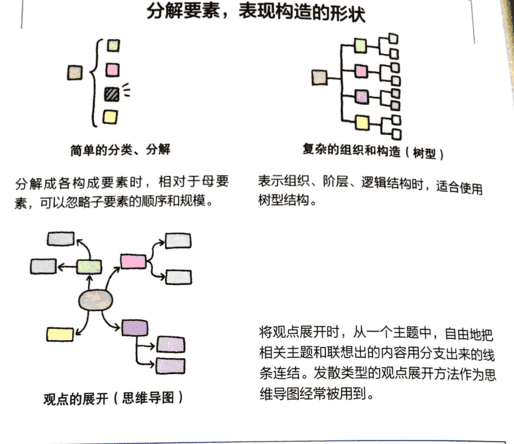 分解要素，表现构造的形状
简单的分类、分解
复杂的组织和构造（树型）
分解成各构成要素时，相对于母要
素，可以忽略子要素的顺序和规模。
表示组织、阶层、逻辑结构时，适合使用
树型结构。
将观点展开时，从一个主题中，自由地把
相关主题和联想出的内容用分支出来的线
条连结。发散类型的观点展开方法作为思
维导图经常被用到。
观点的展开（思维导图）